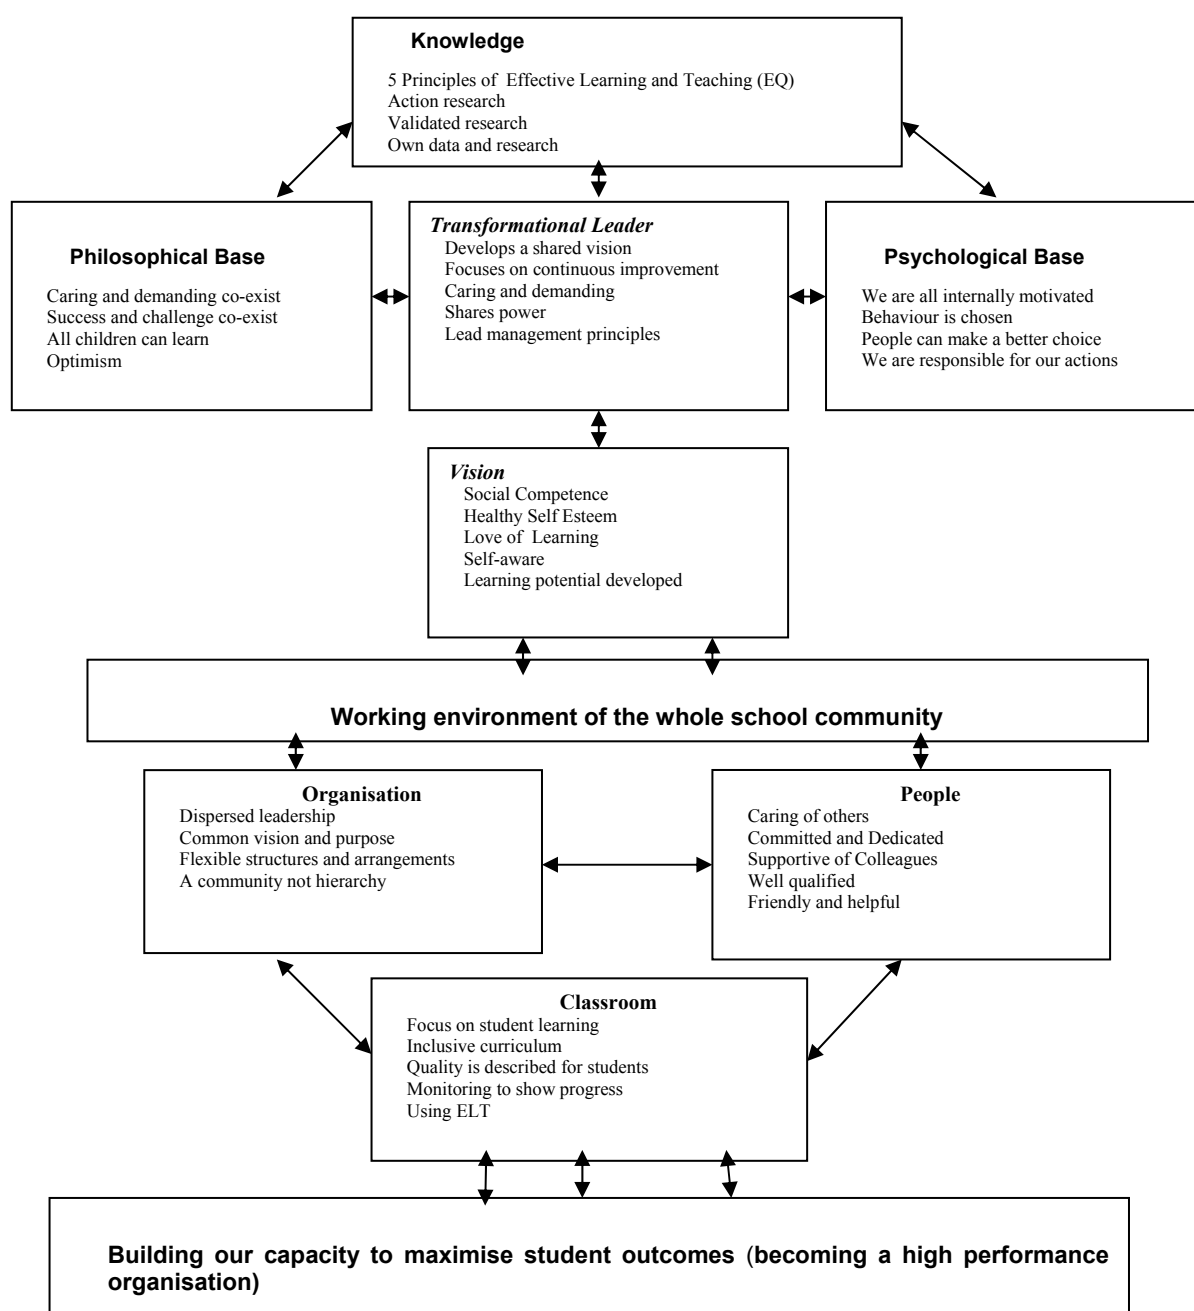 Knowledge
5 Principles of Effective Learning and Teaching (EQ)
Action research
Validated research
Own data and research
Philosophical Base
Caring and demanding co-exist
Success and challenge co-exist
All children can learn
Optimism
Transformational Leader
Develops a shared vision
Focuses on continuous improvement
Caring and demanding
Shares power
Lead management principles
Psychological Base
We are all internally motivated
Behaviour is chosen
People can make a better choice
We are responsible for our actions
Vision
Social Competence
Healthy Self Esteem
Love of Learning
Self-aware
Learning potential developed
Working environment of the whole school community
Organisation
Dispersed leadership
Common vision and purpose
Flexible structures and arrangements
A community not hierarchy
People
Caring of others
Committed and Dedicated
Supportive of Colleagues
Well qualified
Friendly and helpful
Classroom
Focus on student learning
Inclusive curriculum
Quality is described for students
Monitoring to show progress
Using ELT
Building our capacity to maximise student outcomes (becoming a high performance
organisation)